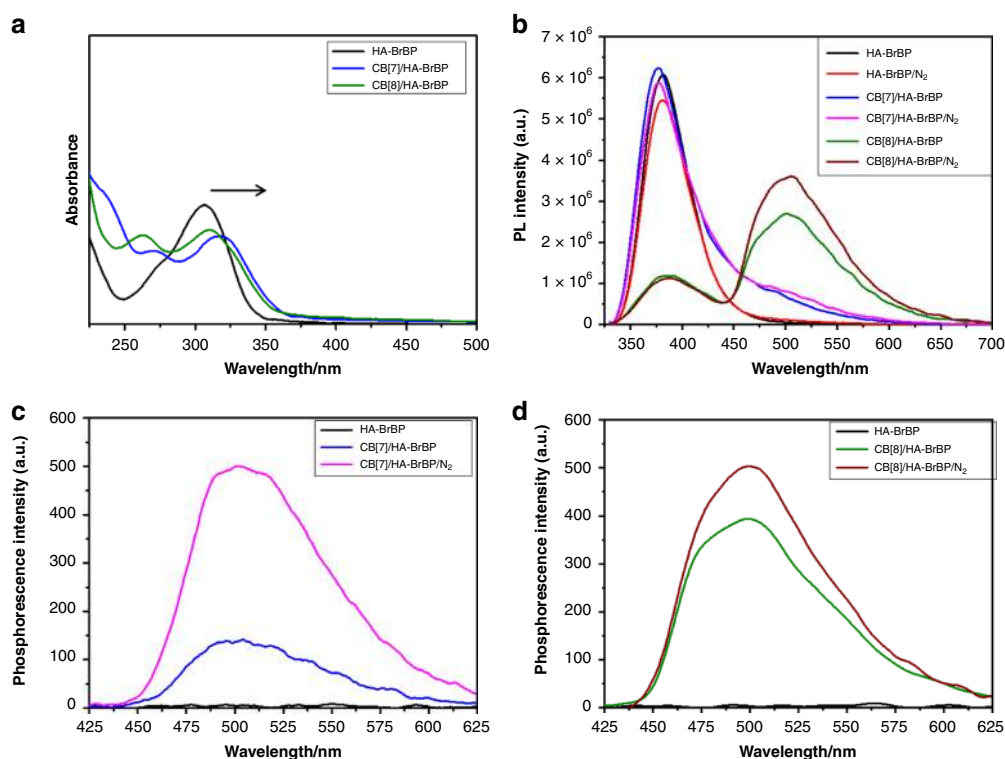 a
HA-BrBP
CB[7]/HA-BrBP
CB[8]/HA-BrBP
Absorbance
250 300 350 400 450 500
Wavelength/nm
b
7 × 10⁶
6 × 10⁶
5 × 10⁶
4 × 10⁶
3 × 10⁶
2 × 10⁶
1 × 10⁶
0
PL intensity (a.u.)
HA-BrBP
HA-BrBP/N₂
CB[7]/HA-BrBP
CB[7]/HA-BrBP/N₂
CB[8]/HA-BrBP
CB[8]/HA-BrBP/N₂
350 400 450 500 550 600 650 700
Wavelength/nm
c
600
500
400
300
200
100
0
Phosphorescence intensity (a.u.)
HA-BrBP
CB[7]/HA-BrBP
CB[7]/HA-BrBP/N₂
425 450 475 500 525 550 575 600 625
Wavelength/nm
d
600
500
400
300
200
100
0
Phosphorescence intensity (a.u.)
HA-BrBP
CB[8]/HA-BrBP
CB[8]/HA-BrBP/N₂
425 450 475 500 525 550 575 600 625
Wavelength/nm